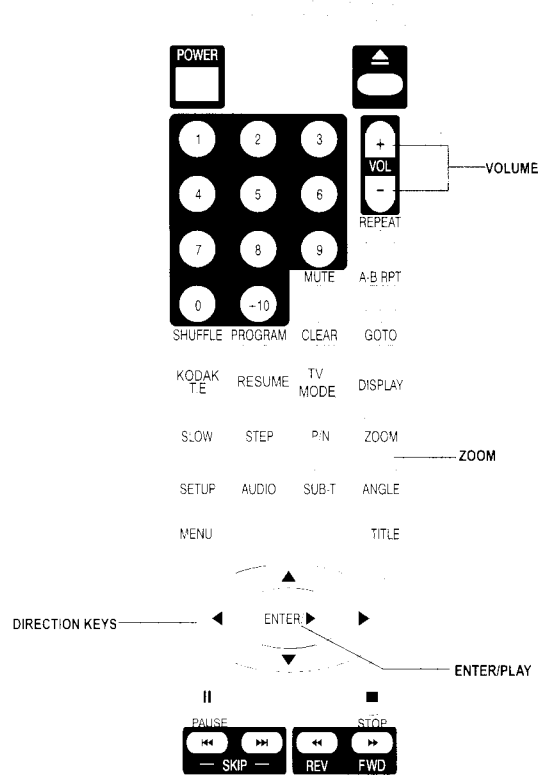 POWER
1 2 3 +
VOL VOLUME
4 5 6 -
REPEAT
7 8 9
MUTE A-B RPT
0 +10
SHUFFLE PROGRAM CLEAR GOTO
KODAK
T.E RESUME TV
MODE DISPLAY
SLOW STEP P/N ZOOM
ZOOM
SETUP AUDIO SUB-T ANGLE
MENU TITLE
DIRECTION KEYS ENTER
ENTER/PLAY
PAUSE STOP
SKIP REV FWD